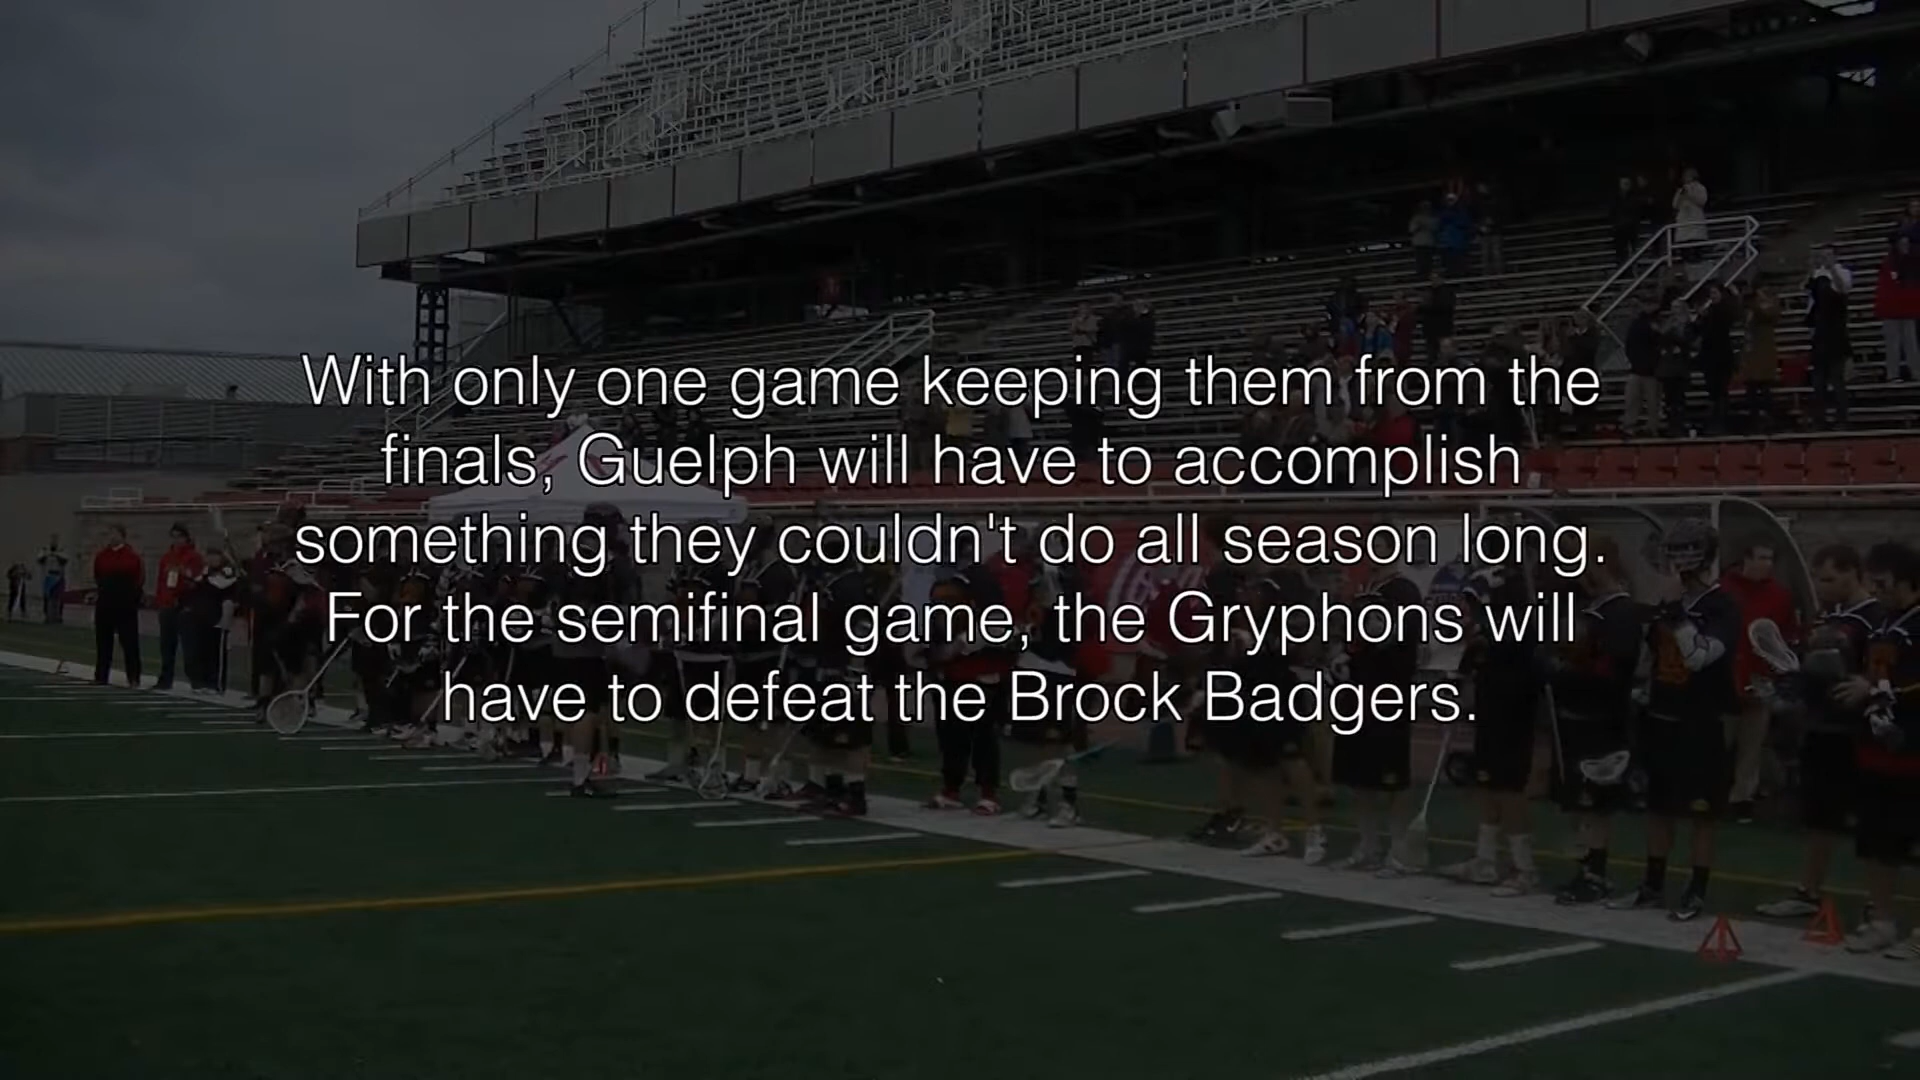 With only one game keeping them from the
finals, Guelph will have to accomplish
something they couldn't do all season long.
For the semifinal game, the Gryphons will
have to defeat the Brock Badgers.